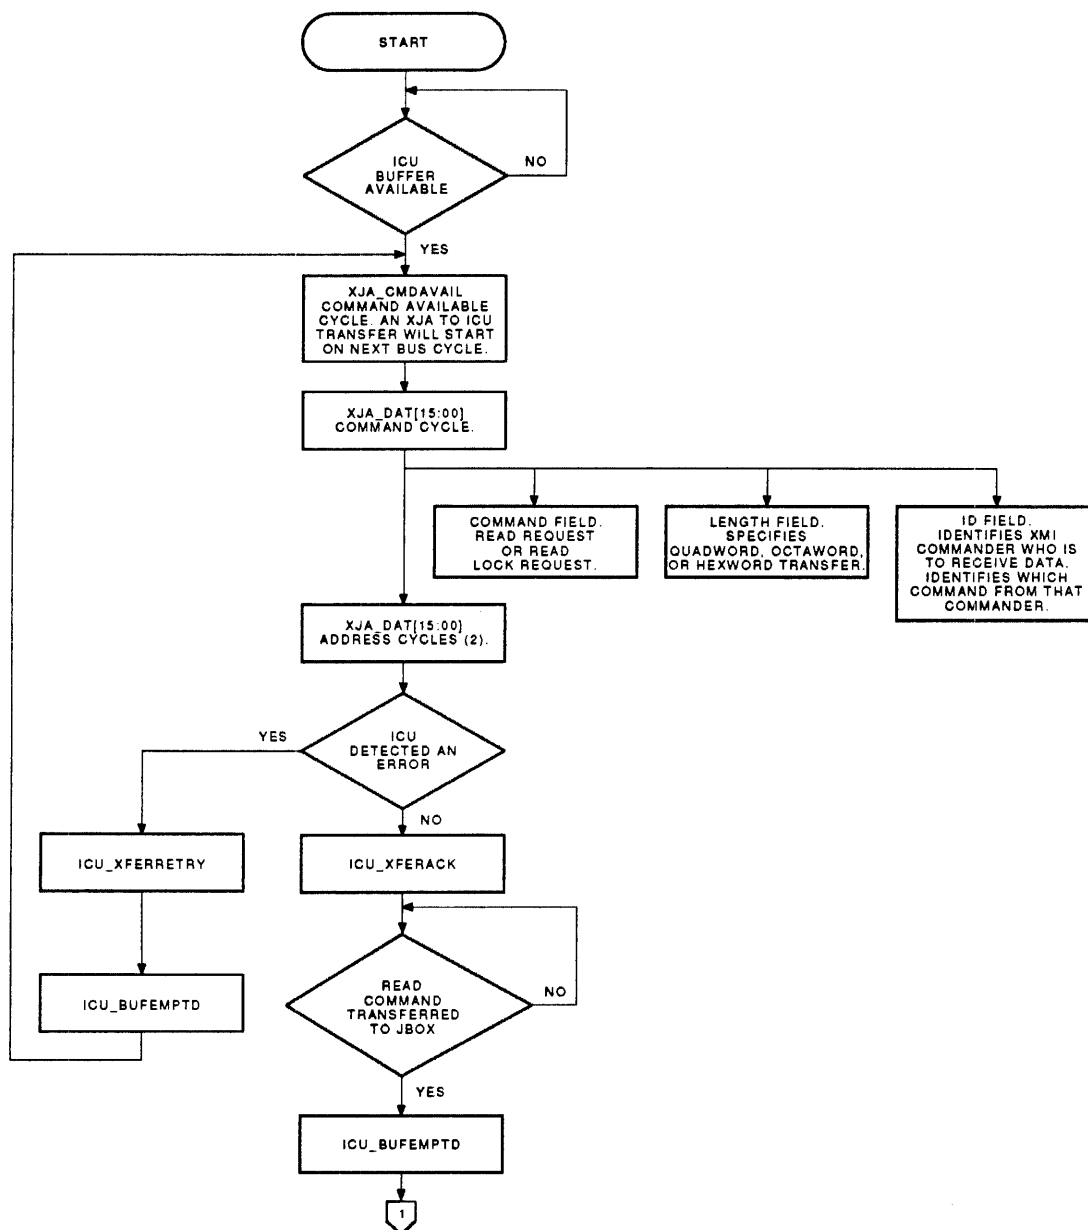 START
ICU
BUFFER
AVAILABLE
NO
YES
XJA_CMDAVAIL
COMMAND AVAILABLE
CYCLE. AN XJA TO ICU
TRANSFER WILL START
ON NEXT BUS CYCLE.
XJA_DAT[15:00]
COMMAND CYCLE.
COMMAND FIELD.
READ REQUEST
OR READ
LOCK REQUEST.
LENGTH FIELD.
SPECIFIES
QUADWORD, OCTAWORD,
OR HEXWORD TRANSFER.
ID FIELD.
IDENTIFIES XMI
COMMANDER WHO IS
TO RECEIVE DATA.
IDENTIFIES WHICH
COMMAND FROM THAT
COMMANDER.
XJA_DAT[15:00]
ADDRESS CYCLES (2).
ICU
DETECTED AN
ERROR
YES
NO
ICU_XFERRETRY
ICU_XFERACK
ICU_BUFEMPTD
READ
COMMAND
TRANSFERRED
TO JBOX
NO
YES
ICU_BUFEMPTD
1